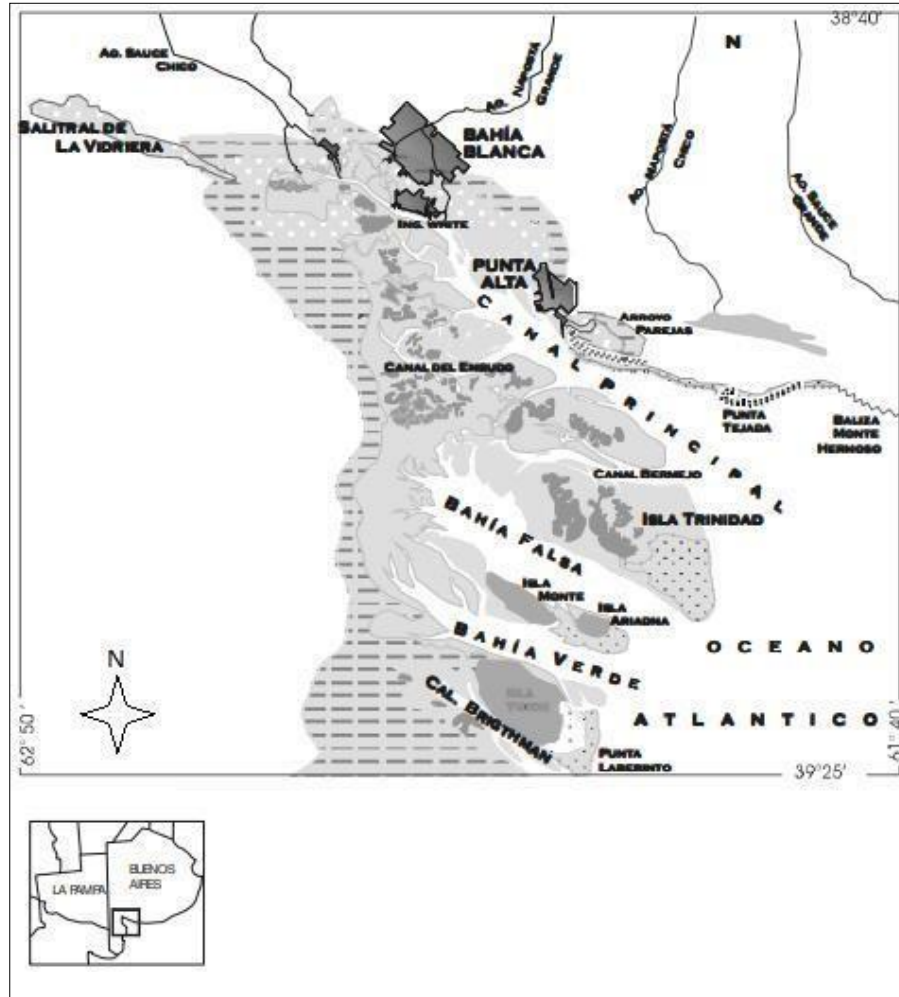 38°40'
N
AO. SAUCE
CHICO
AO. NAPOSTÁ
GRANDE
SALITRAL DE
LA VIDRIERA
BAHÍA
BLANCA
AO. NAPOSTÁ
CHICO
AO. SAUCE
GRANDE
ING. WHITE
PUNTA
ALTA
ARROYO
PAREJAS
CANAL PRINCIPAL
CANAL DEL EMBUDO
PUNTA
TEJADA
BALIZA
MONTE
HERMOSO
CANAL BERMEJO
BAHÍA FALSA
ISLA TRINIDAD
ISLA
MONTE
ISLA
ARIADNA
BAHÍA VERDE
OCEANO
ATLANTICO
N
ISLA
CAL. BRIGTHMAN
PUNTA
LABERINTO
62°50'
61°40'
39°25'
LA PAMPA
BUENOS
AIRES